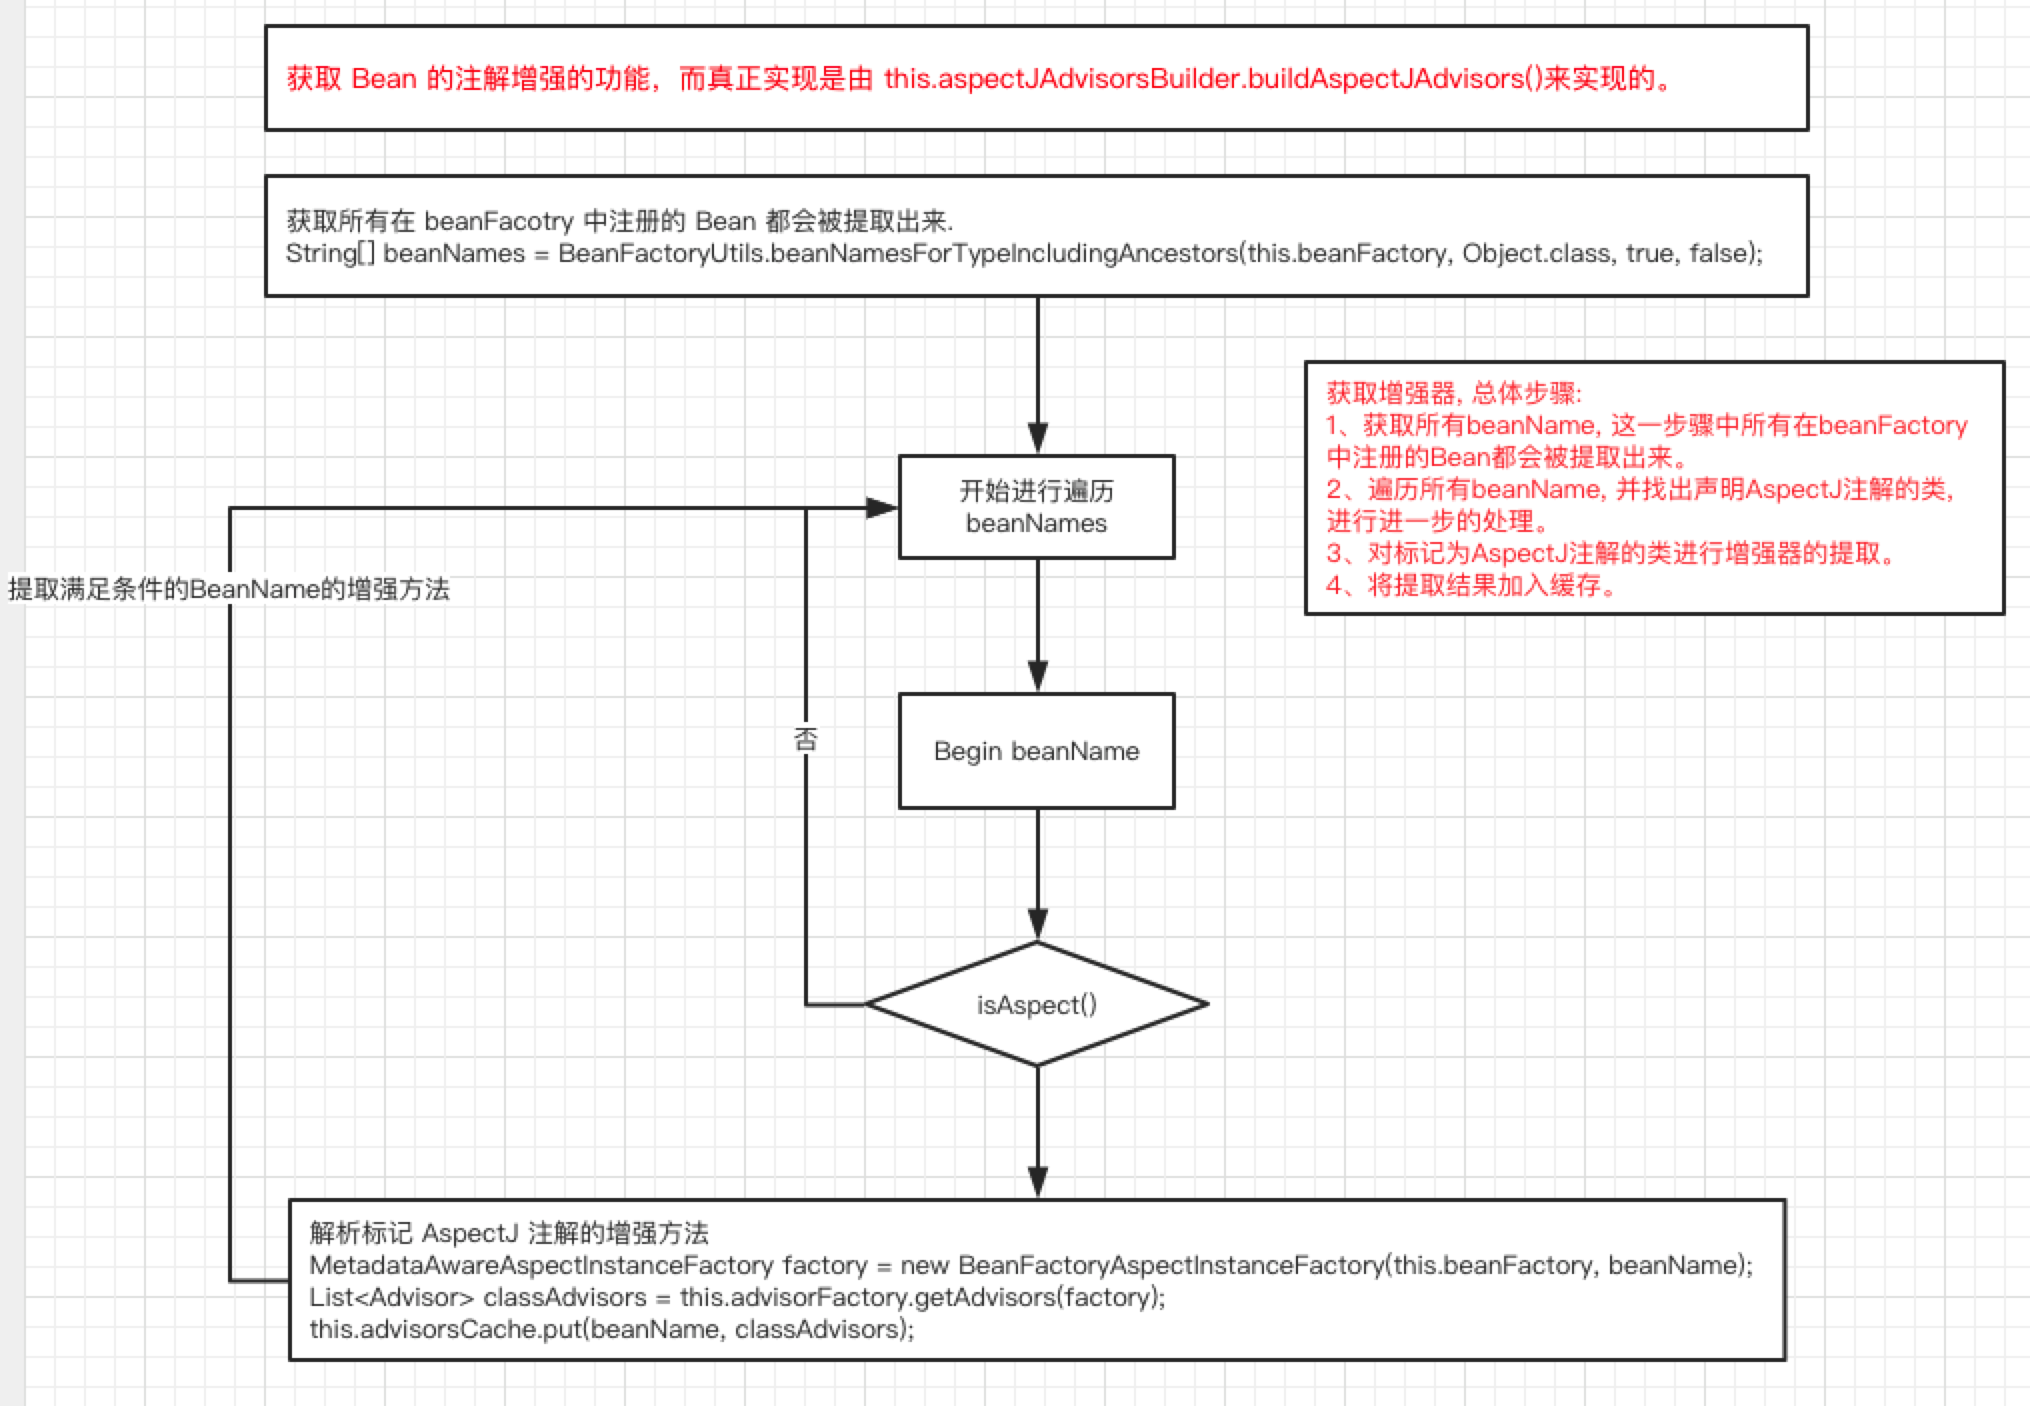 获取 Bean 的注解增强的功能，而真正实现是由 this.aspectJAdvisorsBuilder.buildAspectJAdvisors()来实现的。
获取所有在 beanFacotry 中注册的 Bean 都会被提取出来.
String[] beanNames = BeanFactoryUtils.beanNamesForTypeIncludingAncestors(this.beanFactory, Object.class, true, false);
获取增强器, 总体步骤:
1、获取所有beanName, 这一步骤中所有在beanFactory
中注册的Bean都会被提取出来。
2、遍历所有beanName, 并找出声明AspectJ注解的类,
进行进一步的处理。
3、对标记为AspectJ注解的类进行增强器的提取。
4、将提取结果加入缓存。
开始进行遍历
beanNames
提取满足条件的BeanName的增强方法
否
Begin beanName
isAspect()
解析标记 AspectJ 注解的增强方法
MetadataAwareAspectInstanceFactory factory = new BeanFactoryAspectInstanceFactory(this.beanFactory, beanName);
List<Advisor> classAdvisors = this.advisorFactory.getAdvisors(factory);
this.advisorsCache.put(beanName, classAdvisors);